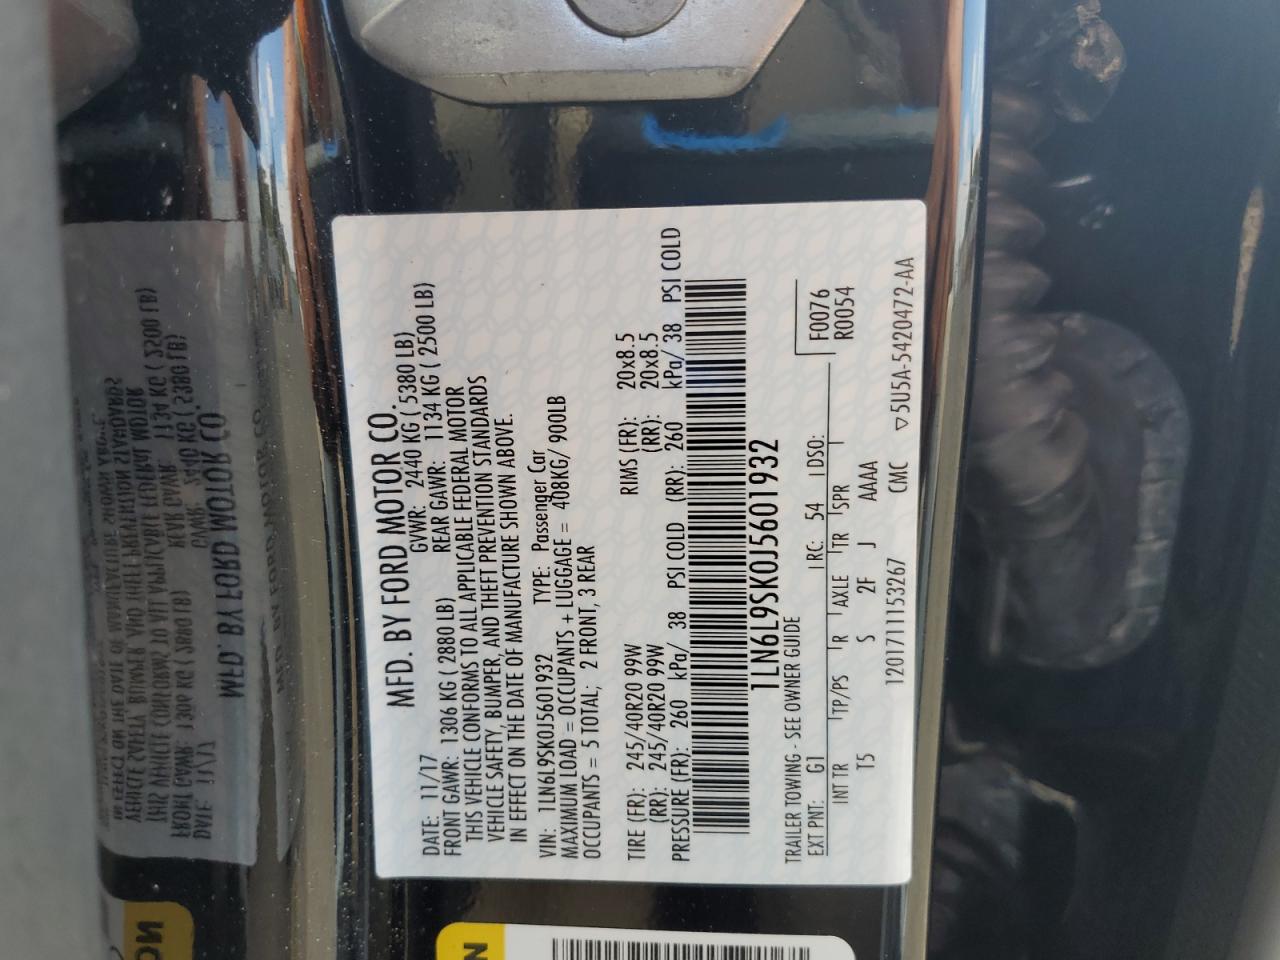 MFD. BY FORD MOTOR CO.
DATE: 11/17 GVWR: 2440 KG ( 5380 LB)
FRONT GAWR: 1306 KG ( 2880 LB) REAR GAWR: 1134 KG ( 2500 LB)
THIS VEHICLE CONFORMS TO ALL APPLICABLE FEDERAL MOTOR
VEHICLE SAFETY, BUMPER, AND THEFT PREVENTION STANDARDS
IN EFFECT ON THE DATE OF MANUFACTURE SHOWN ABOVE.
VIN: 1LN6L9SK0J5601932 TYPE: Passenger Car
MAXIMUM LOAD = OCCUPANTS + LUGGAGE = 408KG/ 900LB
OCCUPANTS = 5 TOTAL; 2 FRONT, 3 REAR
TIRE (FR): 245/40R20 99W RIMS (FR): 20x8.5
(RR): 245/40R20 99W (RR): 20x8.5
PRESSURE (FR): 260 kPa/ 38 PSI COLD (RR): 260 kPa/ 38 PSI COLD
1LN6L9SK0J5601932
TRAILER TOWING - SEE OWNER GUIDE F0076
EXT PNT: G1 RC: 54 DSO: R0054
INT TR TP/PS R AXLE TR SPR
T5 S 2F J AAAA
12017111153267 CMC ▽5U5A-5420472-AA